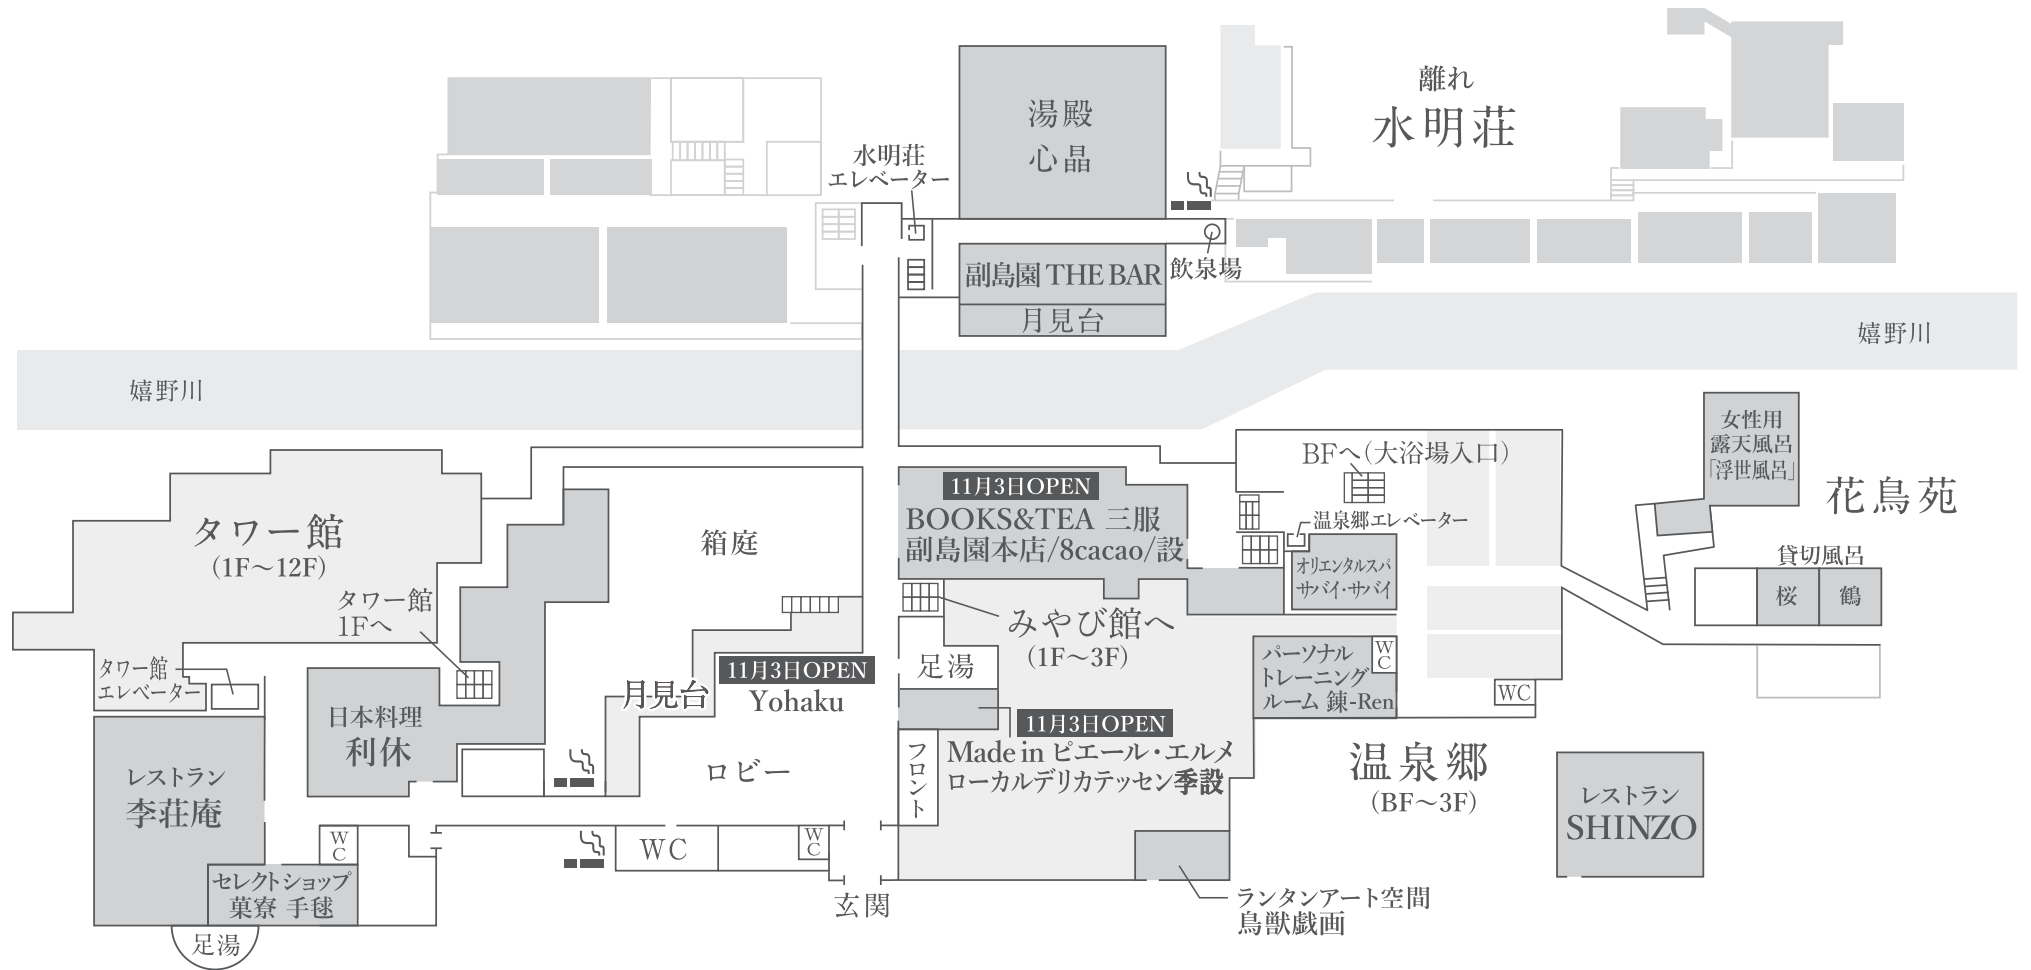 離れ
水明荘
湯殿
心晶
水明荘
エレベーター
飲泉場
副島園 THE BAR
月見台
嬉野川
嬉野川
女性用
露天風呂
「浮世風呂」
花鳥苑
貸切風呂
桜
鶴
BFへ(大浴場入口)
温泉郷エレベーター
オリエンタルスパ
サバイ・サバイ
11月3日OPEN
BOOKS&TEA 三服
副島園本店/8cacao/設
箱庭
タワー館
(1F〜12F)
タワー館
1Fへ
みやび館へ
(1F〜3F)
足湯
パーソナル
トレーニング
ルーム 錬-Ren
WC
WC
タワー館
エレベーター
11月3日OPEN
Yohaku
月見台
日本料理
利休
11月3日OPEN
Made in ピエール・エルメ
ローカルデリカテッセン季設
フロント
ロビー
温泉郷
(BF〜3F)
レストラン
SHINZO
レストラン
李荘庵
WC
WC
WC
セレクトショップ
菓寮 手毬
足湯
玄関
ランタンアート空間
鳥獣戯画